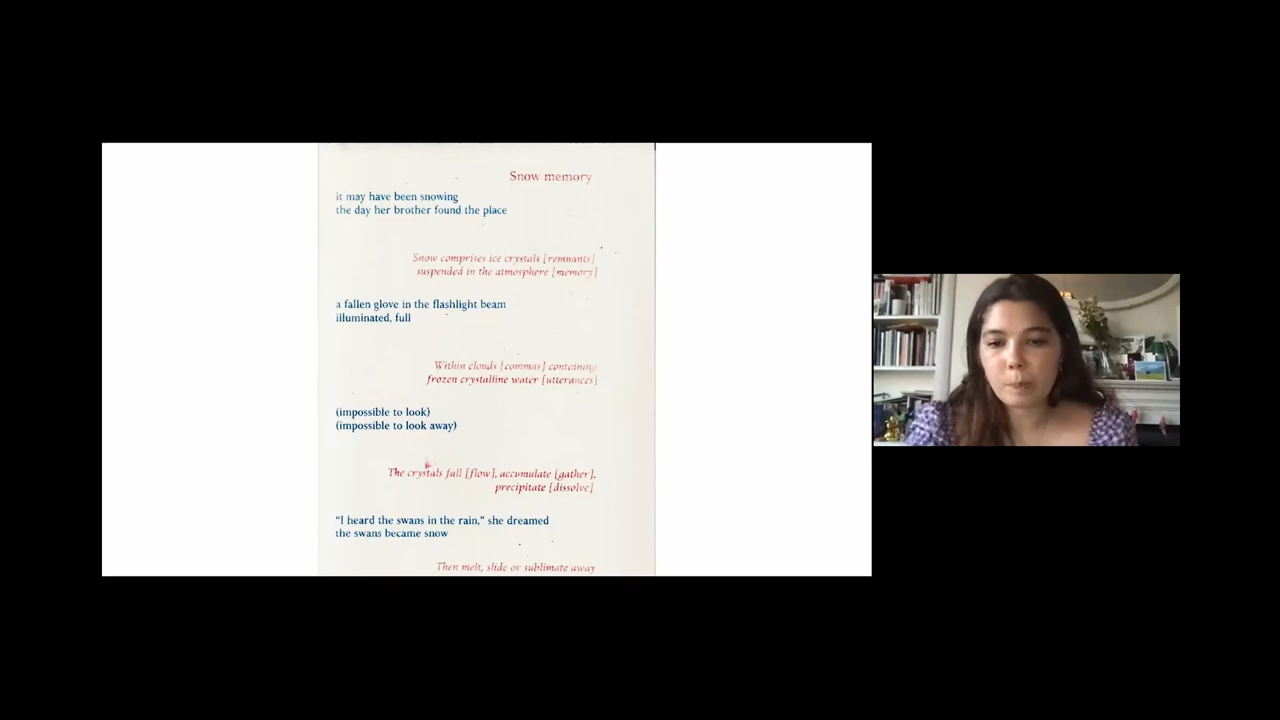 Snow memory
it may have been snowing
the day her brother found the place
Snow comprises ice crystals [remnants]
suspended in the atmosphere [memory]
a fallen glove in the flashlight beam
illuminated, full
Within clouds [commas] containing
frozen crystalline water [utterances]
(impossible to look)
(impossible to look away)
The crystals fall [flow], accumulate [gather],
precipitate [dissolve]
“I heard the swans in the rain,” she dreamed
the swans became snow
Then melt, slide or sublimate away